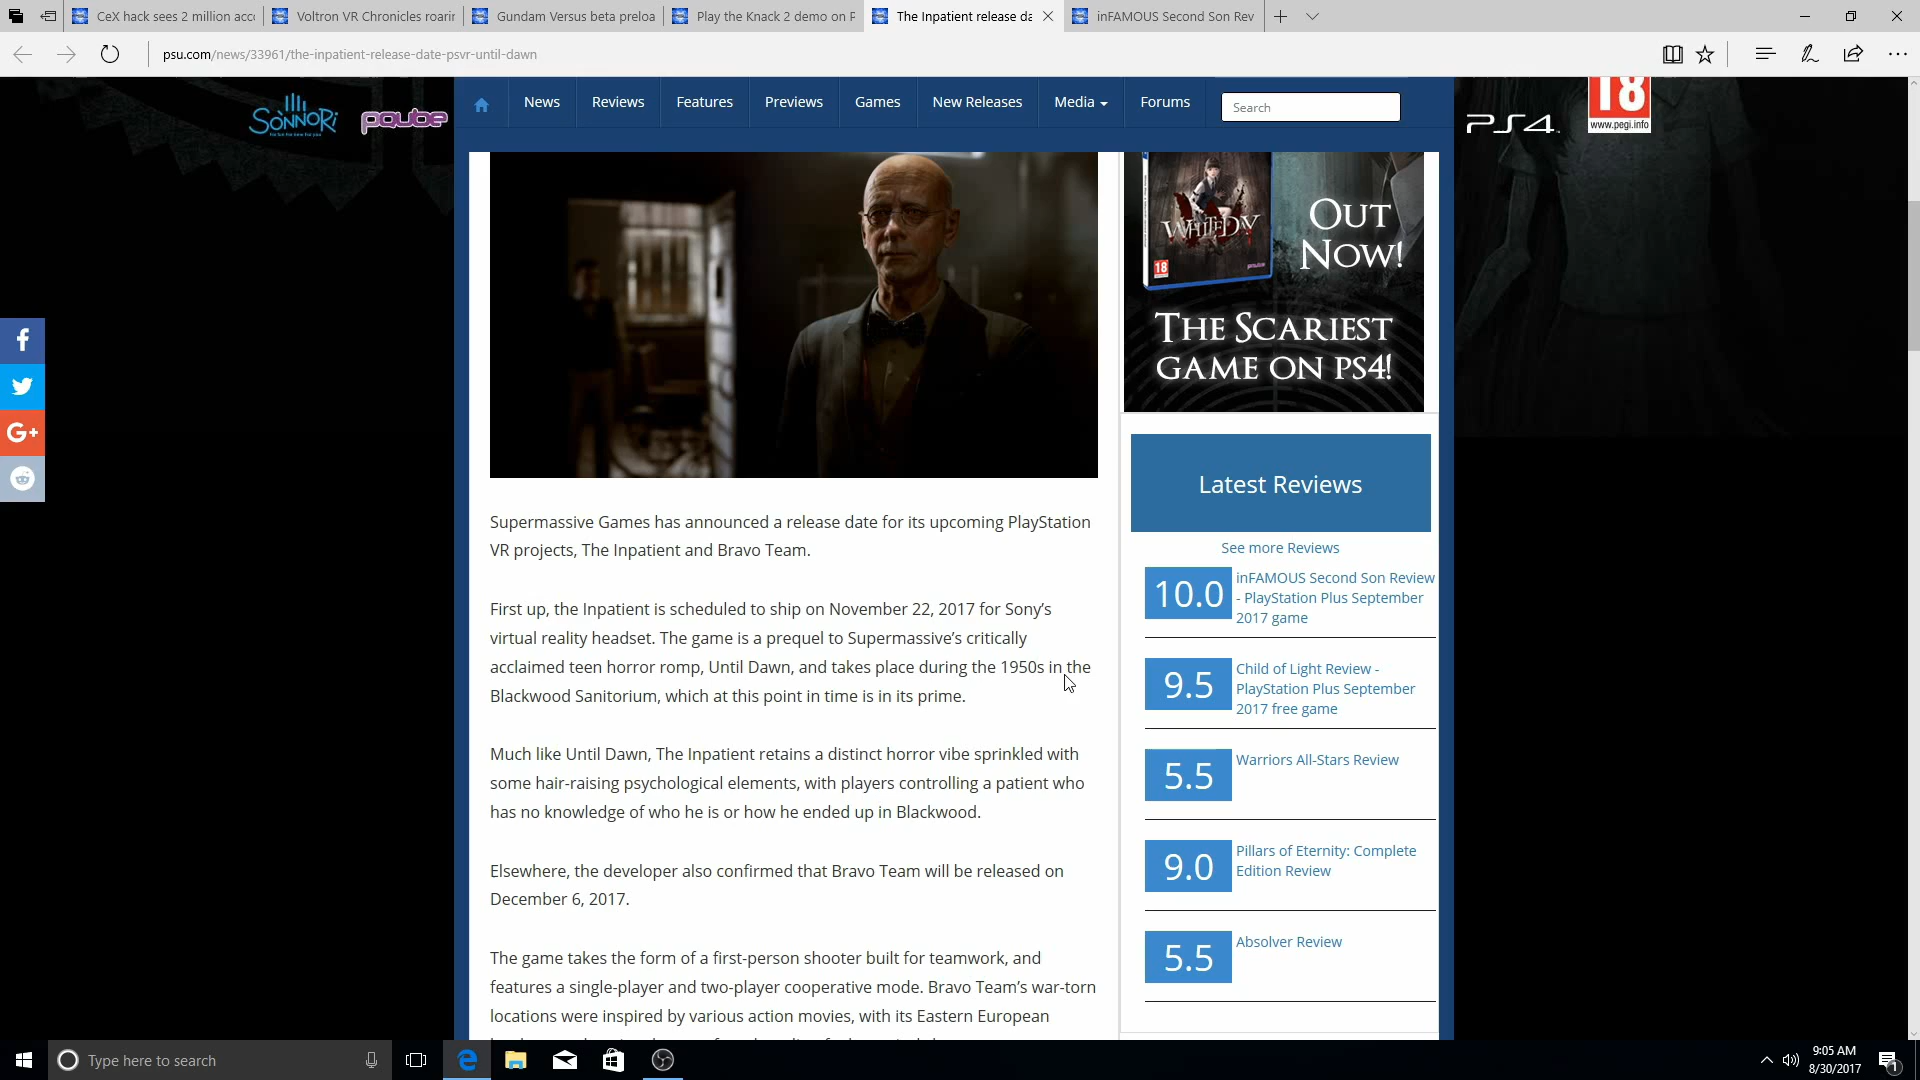 CeX hack sees 2 million acc
Voltron VR Chronicles roarin
Gundam Versus beta preloa
Play the Knack 2 demo on P
The Inpatient release da
inFAMOUS Second Son Rev
psu.com/news/33961/the-inpatient-release-date-psvr-until-dawn
SONNORI
PQUBE
News
Reviews
Features
Previews
Games
New Releases
Media
Forums
Search
PS4
18
www.pegi.info
WHITEDAY
18
OUT
NOW!
THE SCARIEST
GAME ON PS4!
f
G+
Supermassive Games has announced a release date for its upcoming PlayStation
VR projects, The Inpatient and Bravo Team.
First up, the Inpatient is scheduled to ship on November 22, 2017 for Sony's
virtual reality headset. The game is a prequel to Supermassive's critically
acclaimed teen horror romp, Until Dawn, and takes place during the 1950s in the
Blackwood Sanitorium, which at this point in time is in its prime.
Much like Until Dawn, The Inpatient retains a distinct horror vibe sprinkled with
some hair-raising psychological elements, with players controlling a patient who
has no knowledge of who he is or how he ended up in Blackwood.
Elsewhere, the developer also confirmed that Bravo Team will be released on
December 6, 2017.
The game takes the form of a first-person shooter built for teamwork, and
features a single-player and two-player cooperative mode. Bravo Team's war-torn
locations were inspired by various action movies, with its Eastern European
Latest Reviews
See more Reviews
10.0
inFAMOUS Second Son Review
- PlayStation Plus September
2017 game
9.5
Child of Light Review -
PlayStation Plus September
2017 free game
5.5
Warriors All-Stars Review
9.0
Pillars of Eternity: Complete
Edition Review
5.5
Absolver Review
Type here to search
9:05 AM
8/30/2017
1